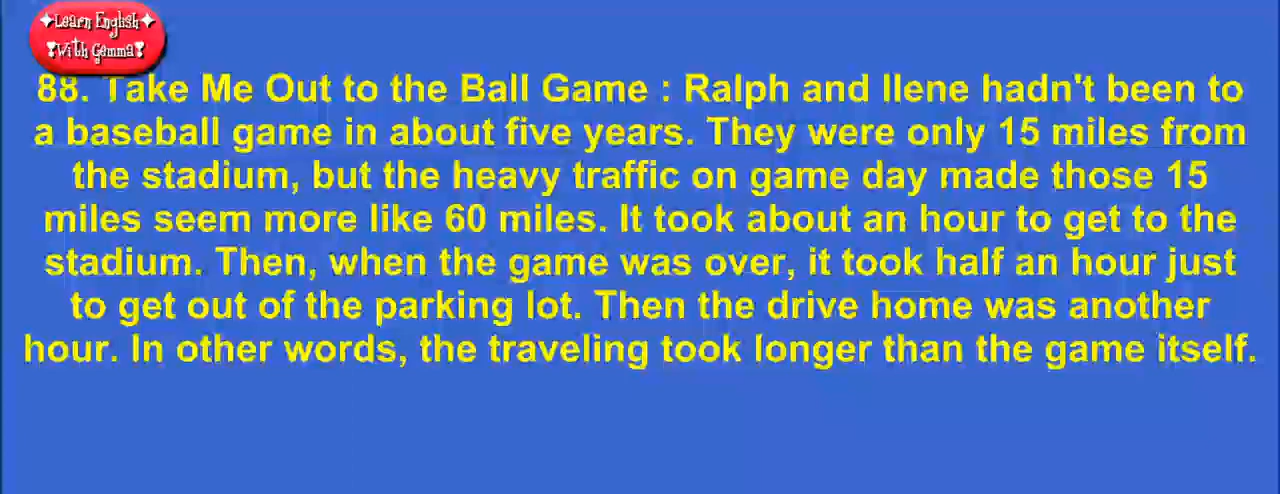 Learn English
With Gemma
88. Take Me Out to the Ball Game : Ralph and Ilene hadn't been to
a baseball game in about five years. They were only 15 miles from
the stadium, but the heavy traffic on game day made those 15
miles seem more like 60 miles. It took about an hour to get to the
stadium. Then, when the game was over, it took half an hour just
to get out of the parking lot. Then the drive home was another
hour. In other words, the traveling took longer than the game itself.